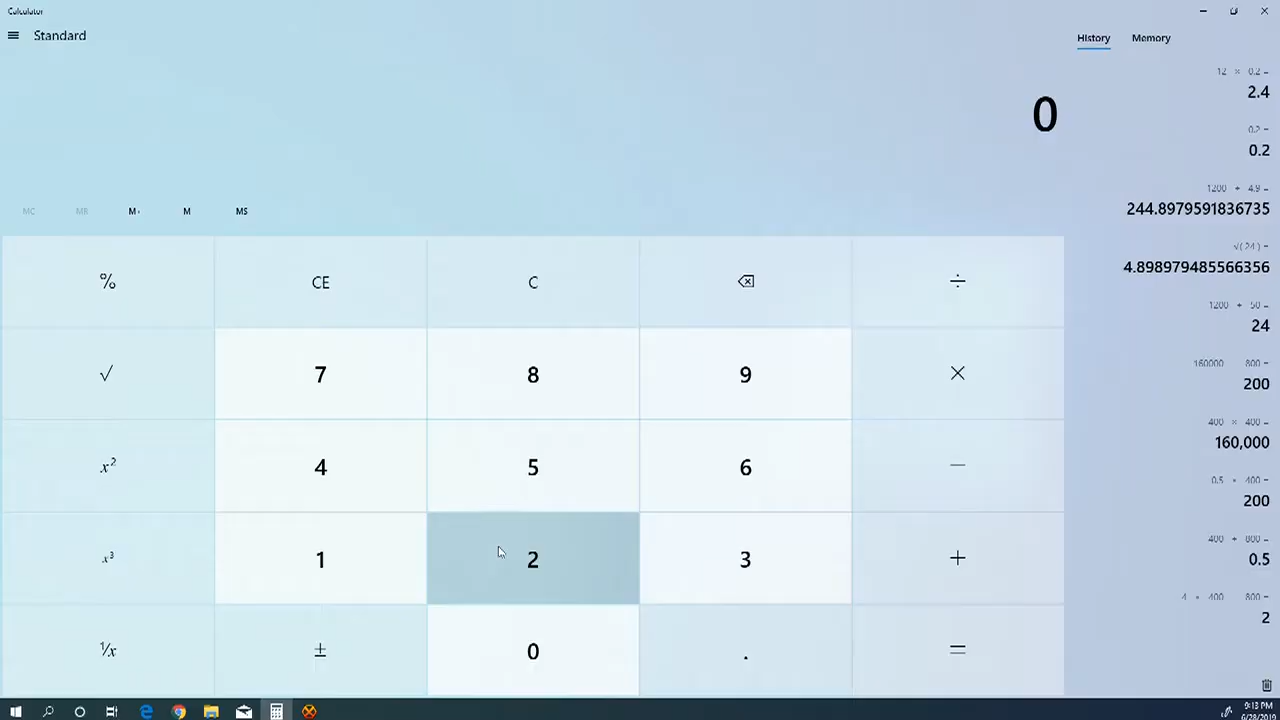 Calculator
Standard
History Memory
0
12 × 0.2 =
2.4
0.2 =
0.2
1200 ÷ 4.9 =
244.8979591836735
√( 24 ) =
4.898979485566356
1200 ÷ 50 =
24
160000 800 =
200
400 × 400 =
160,000
0.5 × 400 =
200
400 ÷ 800 =
0.5
4 × 400 800 =
2
MC MR M+ M MS
% CE C ÷
√ 7 8 9 ×
x² 4 5 6 −
x³ 1 2 3 +
¹/x ± 0 . =
9:13 PM
6/28/2019